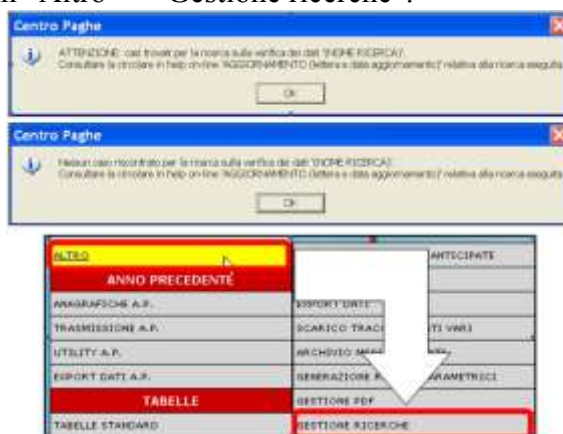 "Altro" "Gestione ricerche".
Centro Paghe
ATTENZIONE: casi trovati per la ricerca sulla verifica dei dati '(NOME RICERCA)'.
Consultare la circolare in help on-line 'AGGIORNAMENTO (lettera e data aggiornamento)' relativa alla ricerca eseguita
Ok
Centro Paghe
Nessun caso riscontrato per la ricerca sulla verifica dei dati '(NOME RICERCA)'.
Consultare la circolare in help on-line 'AGGIORNAMENTO (lettera e data aggiornamento)' relativa alla ricerca eseguita
Ok
ALTRO
ANTICIPATE
ANNO PRECEDENTE
ANAGRAFICHE A.P.
EXPORT DATI
TRASMISSIONE A.P.
SCARICO TRACC TI VARI
UTILITY A.P.
ARCHIVIO
EXPORT DATI A.P.
GENERAZIONE PARAMETRICI
TABELLE
GESTIONE PDF
TABELLE STANDARD
GESTIONE RICERCHE